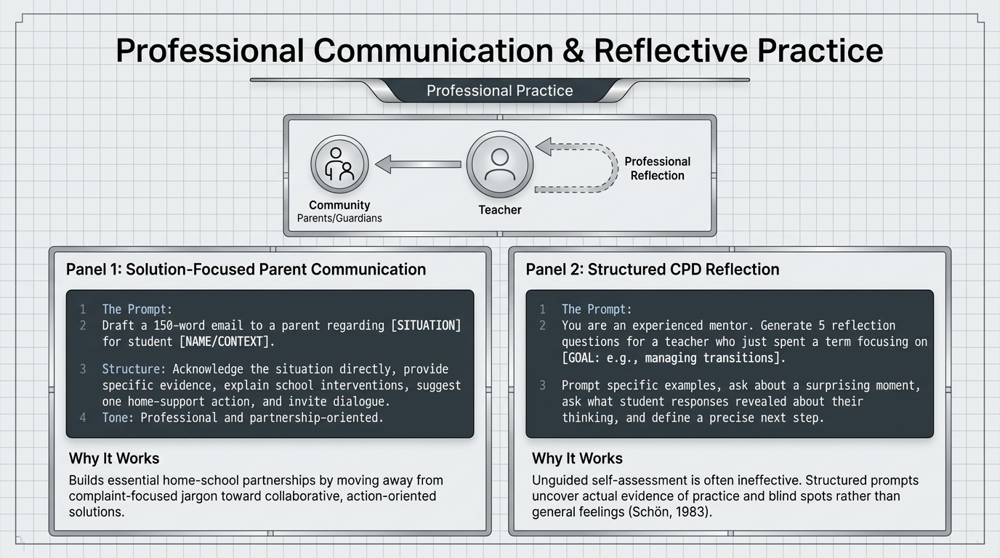 Professional Communication & Reflective Practice
Professional Practice
Community
Parents/Guardians
Teacher
Professional
Reflection
Panel 1: Solution-Focused Parent Communication
1 The Prompt:
2 Draft a 150-word email to a parent regarding [SITUATION]
for student [NAME/CONTEXT].
3 Structure: Acknowledge the situation directly, provide
specific evidence, explain school interventions, suggest
one home-support action, and invite dialogue.
4 Tone: Professional and partnership-oriented.
Why It Works
Builds essential home-school partnerships by moving away from
complaint-focused jargon toward collaborative, action-oriented
solutions.
Panel 2: Structured CPD Reflection
1 The Prompt:
2 You are an experienced mentor. Generate 5 reflection
questions for a teacher who just spent a term focusing on
[GOAL: e.g., managing transitions].
3 Prompt specific examples, ask about a surprising moment,
ask what student responses revealed about their
thinking, and define a precise next step.
Why It Works
Unguided self-assessment is often ineffective. Structured prompts
uncover actual evidence of practice and blind spots rather than
general feelings (Schön, 1983).